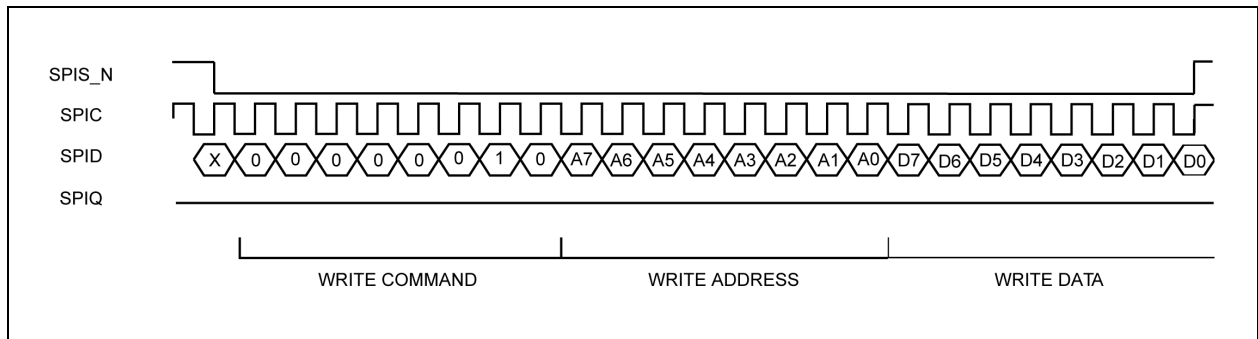 SPIS_N
SPIC
SPID X 0 0 0 0 0 0 1 0 A7 A6 A5 A4 A3 A2 A1 A0 D7 D6 D5 D4 D3 D2 D1 D0
SPIQ
WRITE COMMAND WRITE ADDRESS WRITE DATA